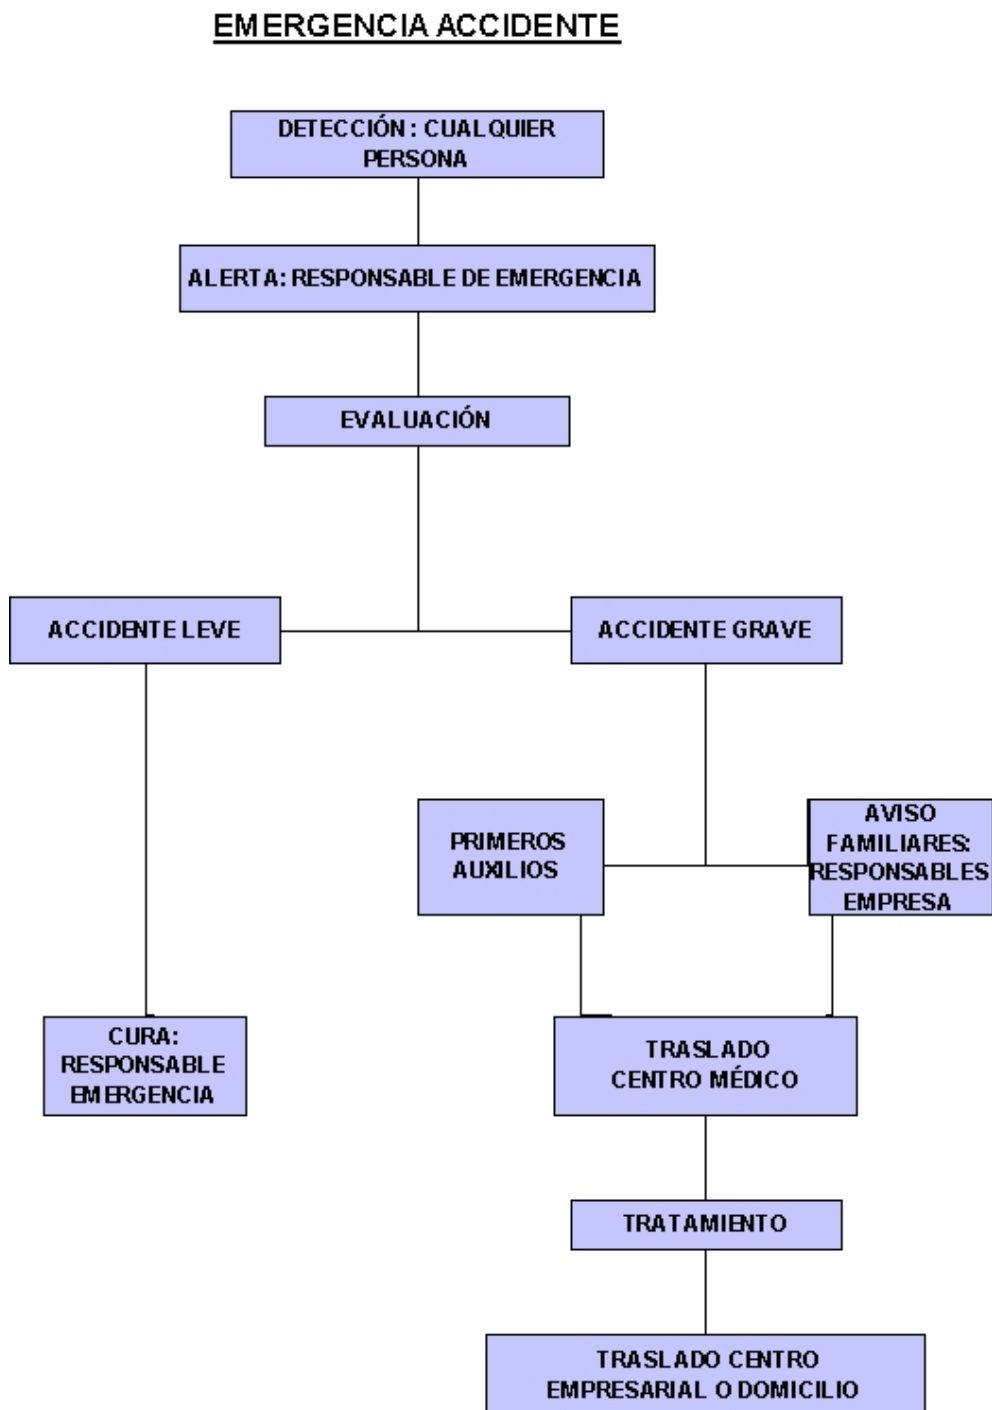 EMERGENCIA ACCIDENTE
DETECCIÓN : CUALQUIER
PERSONA
ALERTA: RESPONSABLE DE EMERGENCIA
EVALUACIÓN
ACCIDENTE LEVE
ACCIDENTE GRAVE
PRIMEROS
AUXILIOS
AVISO
FAMILIARES:
RESPONSABLES
EMPRESA
CURA:
RESPONSABLE
EMERGENCIA
TRASLADO
CENTRO MÉDICO
TRATAMIENTO
TRASLADO CENTRO
EMPRESARIAL O DOMICILIO